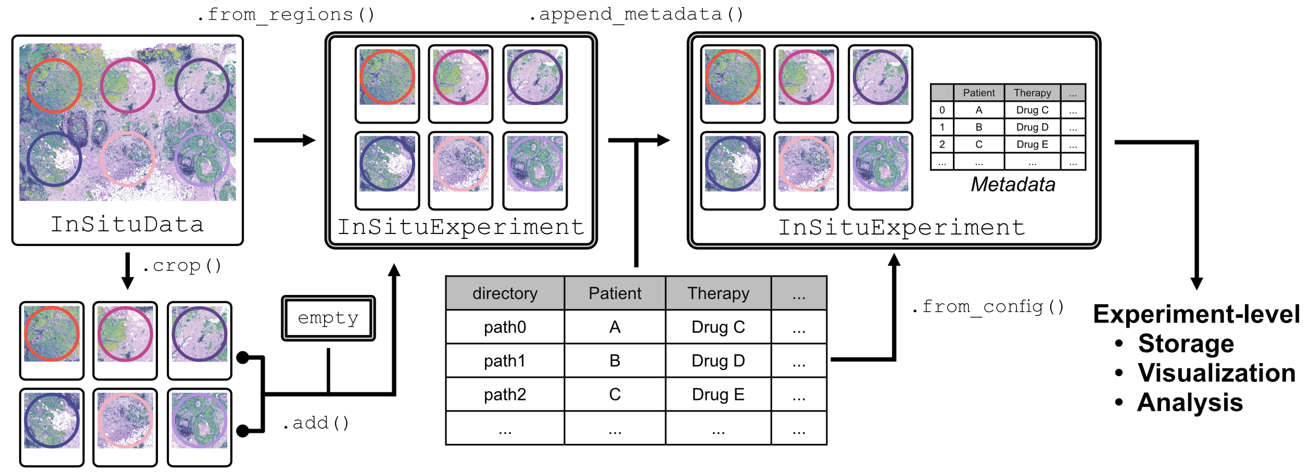 .from_regions()
.append_metadata()
InSituData
InSituExperiment
Patient Therapy ...
0 A Drug C ...
1 B Drug D ...
2 C Drug E ...
... ... ... ...
Metadata
InSituExperiment
.crop()
empty
.add()
directory Patient Therapy ...
path0 A Drug C ...
path1 B Drug D ...
path2 C Drug E ...
... ... ... ...
.from_config()
Experiment-level
• Storage
• Visualization
• Analysis